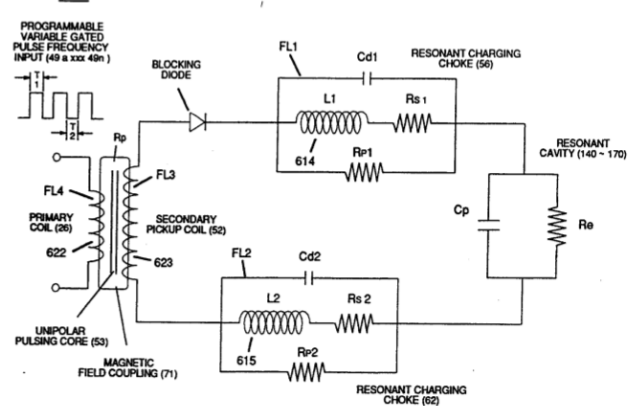 PROGRAMMABLE
VARIABLE GATED
PULSE FREQUENCY
INPUT (49 a xxx 49n )
T
1
T
2
BLOCKING
DIODE
FL1
Cd1
RESONANT CHARGING
CHOKE (56)
L1
Rs 1
614
RP1
RESONANT
CAVITY (140 ~ 170)
Cp
Re
Rp
FL4
FL3
PRIMARY
COIL (26)
SECONDARY
PICKUP COIL (52)
622
623
FL2
Cd2
L2
Rs 2
615
RP2
UNIPOLAR
PULSING CORE (53)
MAGNETIC
FIELD COUPLING (71)
RESONANT CHARGING
CHOKE (62)